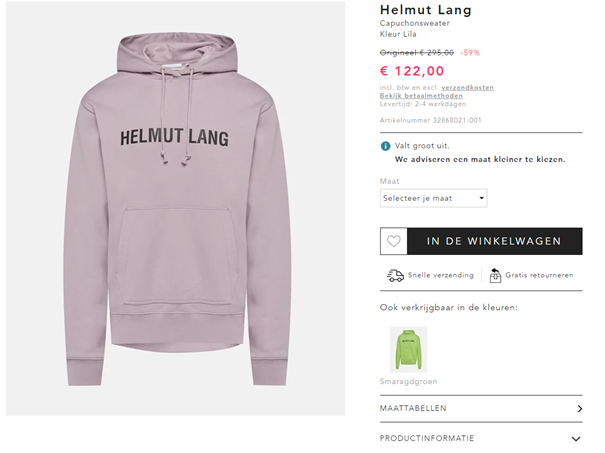 HELMUT LANG
Helmut Lang
Capuchonsweater
Kleur Lila
Origineel € 295,00 -59%
€ 122,00
incl. btw en excl. verzendkosten
Bekijk betaalmethoden
Levertijd: 2-4 werkdagen
Artikelnummer 32868021-001
Valt groot uit.
We adviseren een maat kleiner te kiezen.
Maat
Selecteer je maat
IN DE WINKELWAGEN
Snelle verzending
Gratis retourneren
Ook verkrijgbaar in de kleuren:
Smaragdgroen
MAATTABELLEN
PRODUCTINFORMATIE